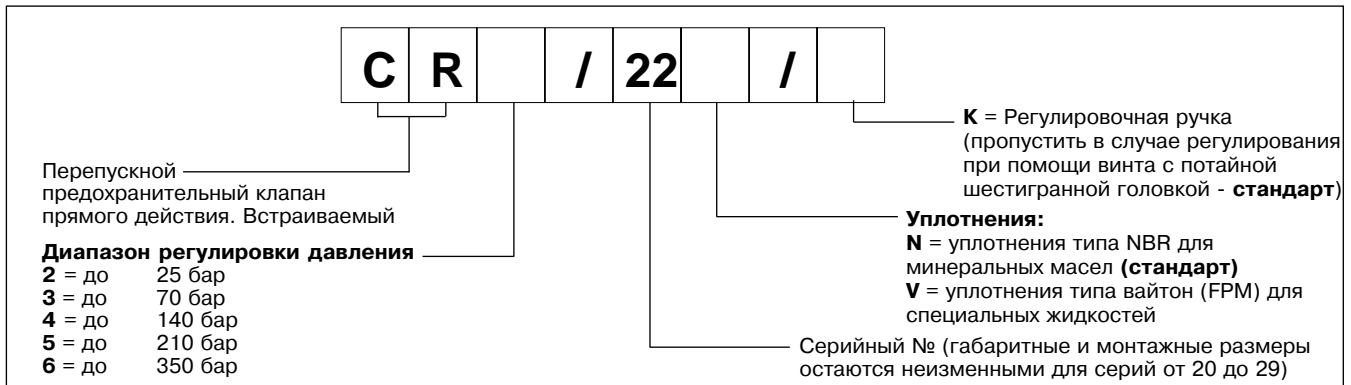 C R / 22 /
K = Регулировочная ручка
(пропустить в случае регулирования
при помощи винта с потайной
шестигранной головкой - стандарт)
Перепускной
предохранительный клапан
прямого действия. Встраиваемый
Уплотнения:
N = уплотнения типа NBR для
минеральных масел (стандарт)
V = уплотнения типа вайтон (FPM) для
специальных жидкостей
Диапазон регулировки давления
2 = до 25 бар
3 = до 70 бар
4 = до 140 бар
5 = до 210 бар
6 = до 350 бар
Серийный № (габаритные и монтажные размеры
остаются неизменными для серий от 20 до 29)